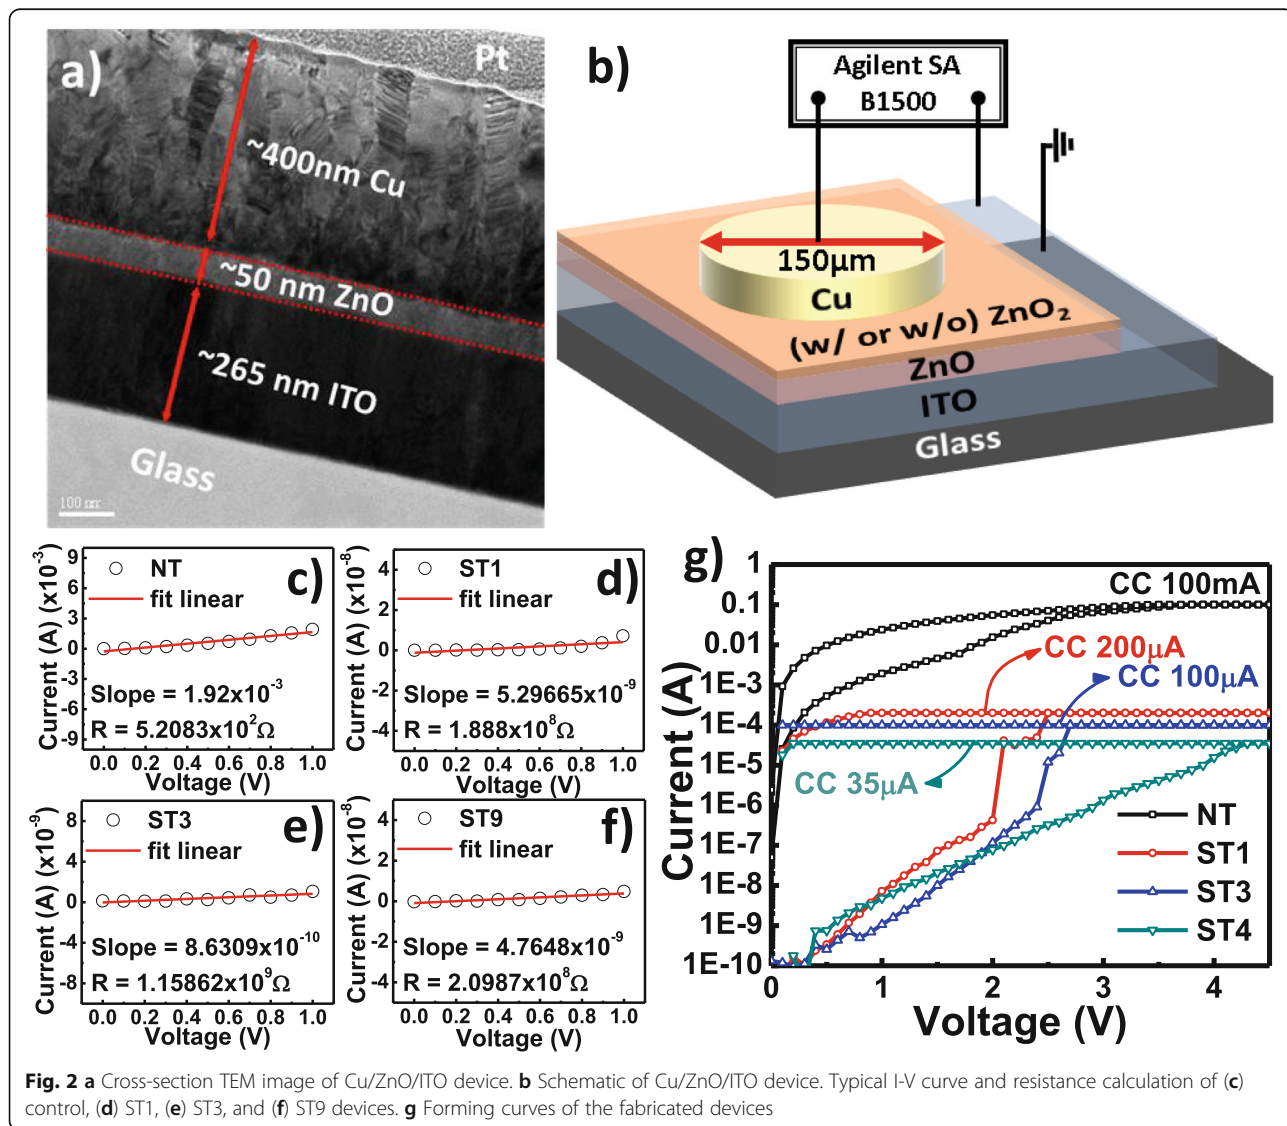 a)
Pt
~400nm Cu
~50 nm ZnO
~265 nm ITO
Glass
100 nm
b)
Agilent SA
B1500
150µm
Cu
(w/ or w/o) ZnO₂
ZnO
ITO
Glass
c)
Current (A) (x10⁻³)
9
6
3
0
-3
-6
-9
NT
fit linear
Slope = 1.92x10⁻³
R = 5.2083x10²Ω
0.0 0.2 0.4 0.6 0.8 1.0
Voltage (V)
d)
Current (A) (x10⁻⁸)
4
2
0
-2
-4
ST1
fit linear
Slope = 5.29665x10⁻⁹
R = 1.888x10⁸Ω
0.0 0.2 0.4 0.6 0.8 1.0
Voltage (V)
e)
Current (A) (x10⁻⁹)
8
4
0
-4
-8
ST3
fit linear
Slope = 8.6309x10⁻¹⁰
R = 1.15862x10⁹Ω
0.0 0.2 0.4 0.6 0.8 1.0
Voltage (V)
f)
Current (A) (x10⁻⁸)
4
2
0
-2
-4
ST9
fit linear
Slope = 4.7648x10⁻⁹
R = 2.0987x10⁸Ω
0.0 0.2 0.4 0.6 0.8 1.0
Voltage (V)
g)
Current (A)
1
0.1
0.01
1E-3
1E-4
1E-5
1E-6
1E-7
1E-8
1E-9
1E-10
CC 100mA
CC 200µA
CC 100µA
CC 35µA
NT
ST1
ST3
ST4
0 1 2 3 4
Voltage (V)
Fig. 2 a Cross-section TEM image of Cu/ZnO/ITO device. b Schematic of Cu/ZnO/ITO device. Typical I-V curve and resistance calculation of (c)
control, (d) ST1, (e) ST3, and (f) ST9 devices. g Forming curves of the fabricated devices